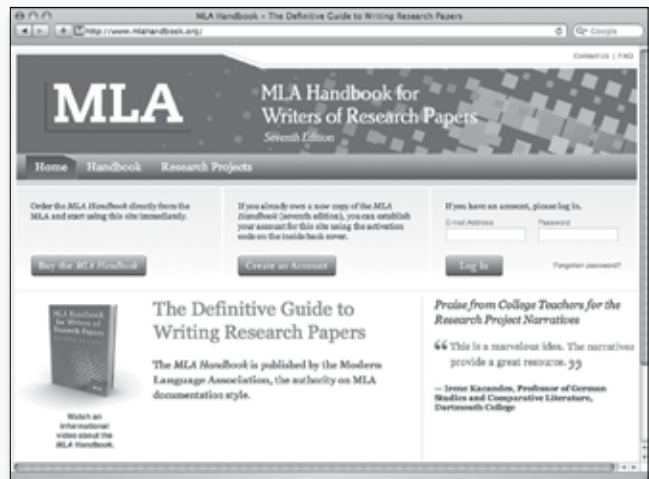 MLA Handbook – The Definitive Guide to Writing Research Papers
http://www.mlahandbook.org/
Google
Contact Us | FAQ
MLA
MLA Handbook for
Writers of Research Papers
Seventh Edition
Home Handbook Research Projects
Order the MLA Handbook directly from the
MLA and start using this site immediately.
Buy the MLA Handbook
If you already own a new copy of the MLA
Handbook (seventh edition), you can establish
your account for this site using the activation
code on the inside back cover.
Create an Account
If you have an account, please log in.
E-mail Address Password
Log In Forgotten password?
MLA Handbook
for Writers of
Research Papers
MLA
Watch an
informational
video about the
MLA Handbook.
The Definitive Guide to
Writing Research Papers
The MLA Handbook is published by the Modern
Language Association, the authority on MLA
documentation style.
Praise from College Teachers for the
Research Project Narratives
“ This is a marvelous idea. The narratives
provide a great resource. ”
— Irene Kacandes, Professor of German
Studies and Comparative Literature,
Dartmouth College